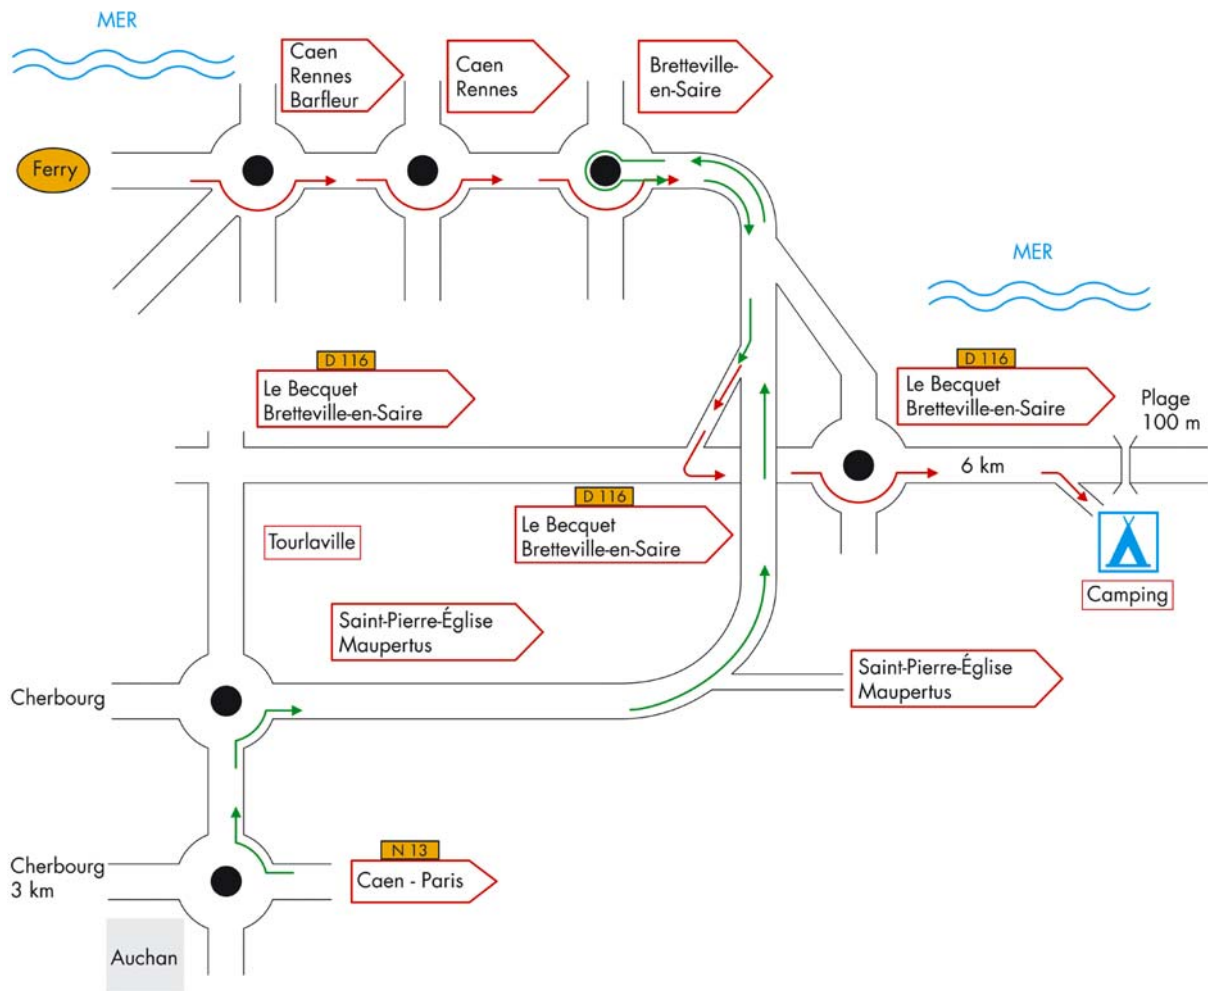 MER
Caen
Rennes
Barfleur
Caen
Rennes
Bretteville-
en-Saire
Ferry
MER
D 116
Le Becquet
Bretteville-en-Saire
D 116
Le Becquet
Bretteville-en-Saire
Plage
100 m
6 km
D 116
Le Becquet
Bretteville-en-Saire
Tourlaville
Camping
Saint-Pierre-Église
Maupertus
Saint-Pierre-Église
Maupertus
Cherbourg
N 13
Caen - Paris
Cherbourg
3 km
Auchan